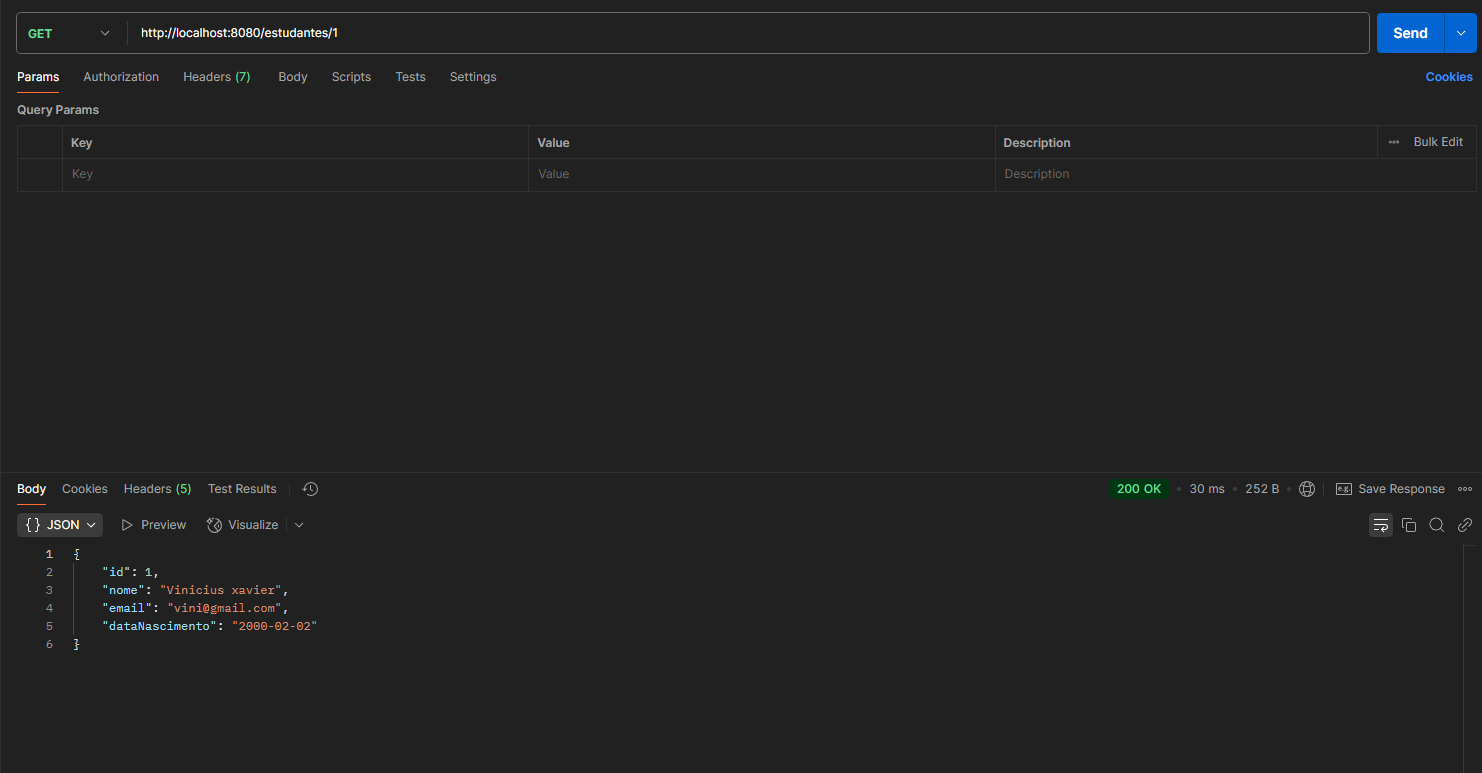 GET http://localhost:8080/estudantes/1 Send
Params Authorization Headers (7) Body Scripts Tests Settings Cookies
Query Params
Key Value Description Bulk Edit
Key Value Description
Body Cookies Headers (5) Test Results 200 OK • 30 ms • 252 B • e.g. Save Response
{} JSON Preview Visualize
1 {
2 "id": 1,
3 "nome": "Vinicius xavier",
4 "email": "vini@gmail.com",
5 "dataNascimento": "2000-02-02"
6 }